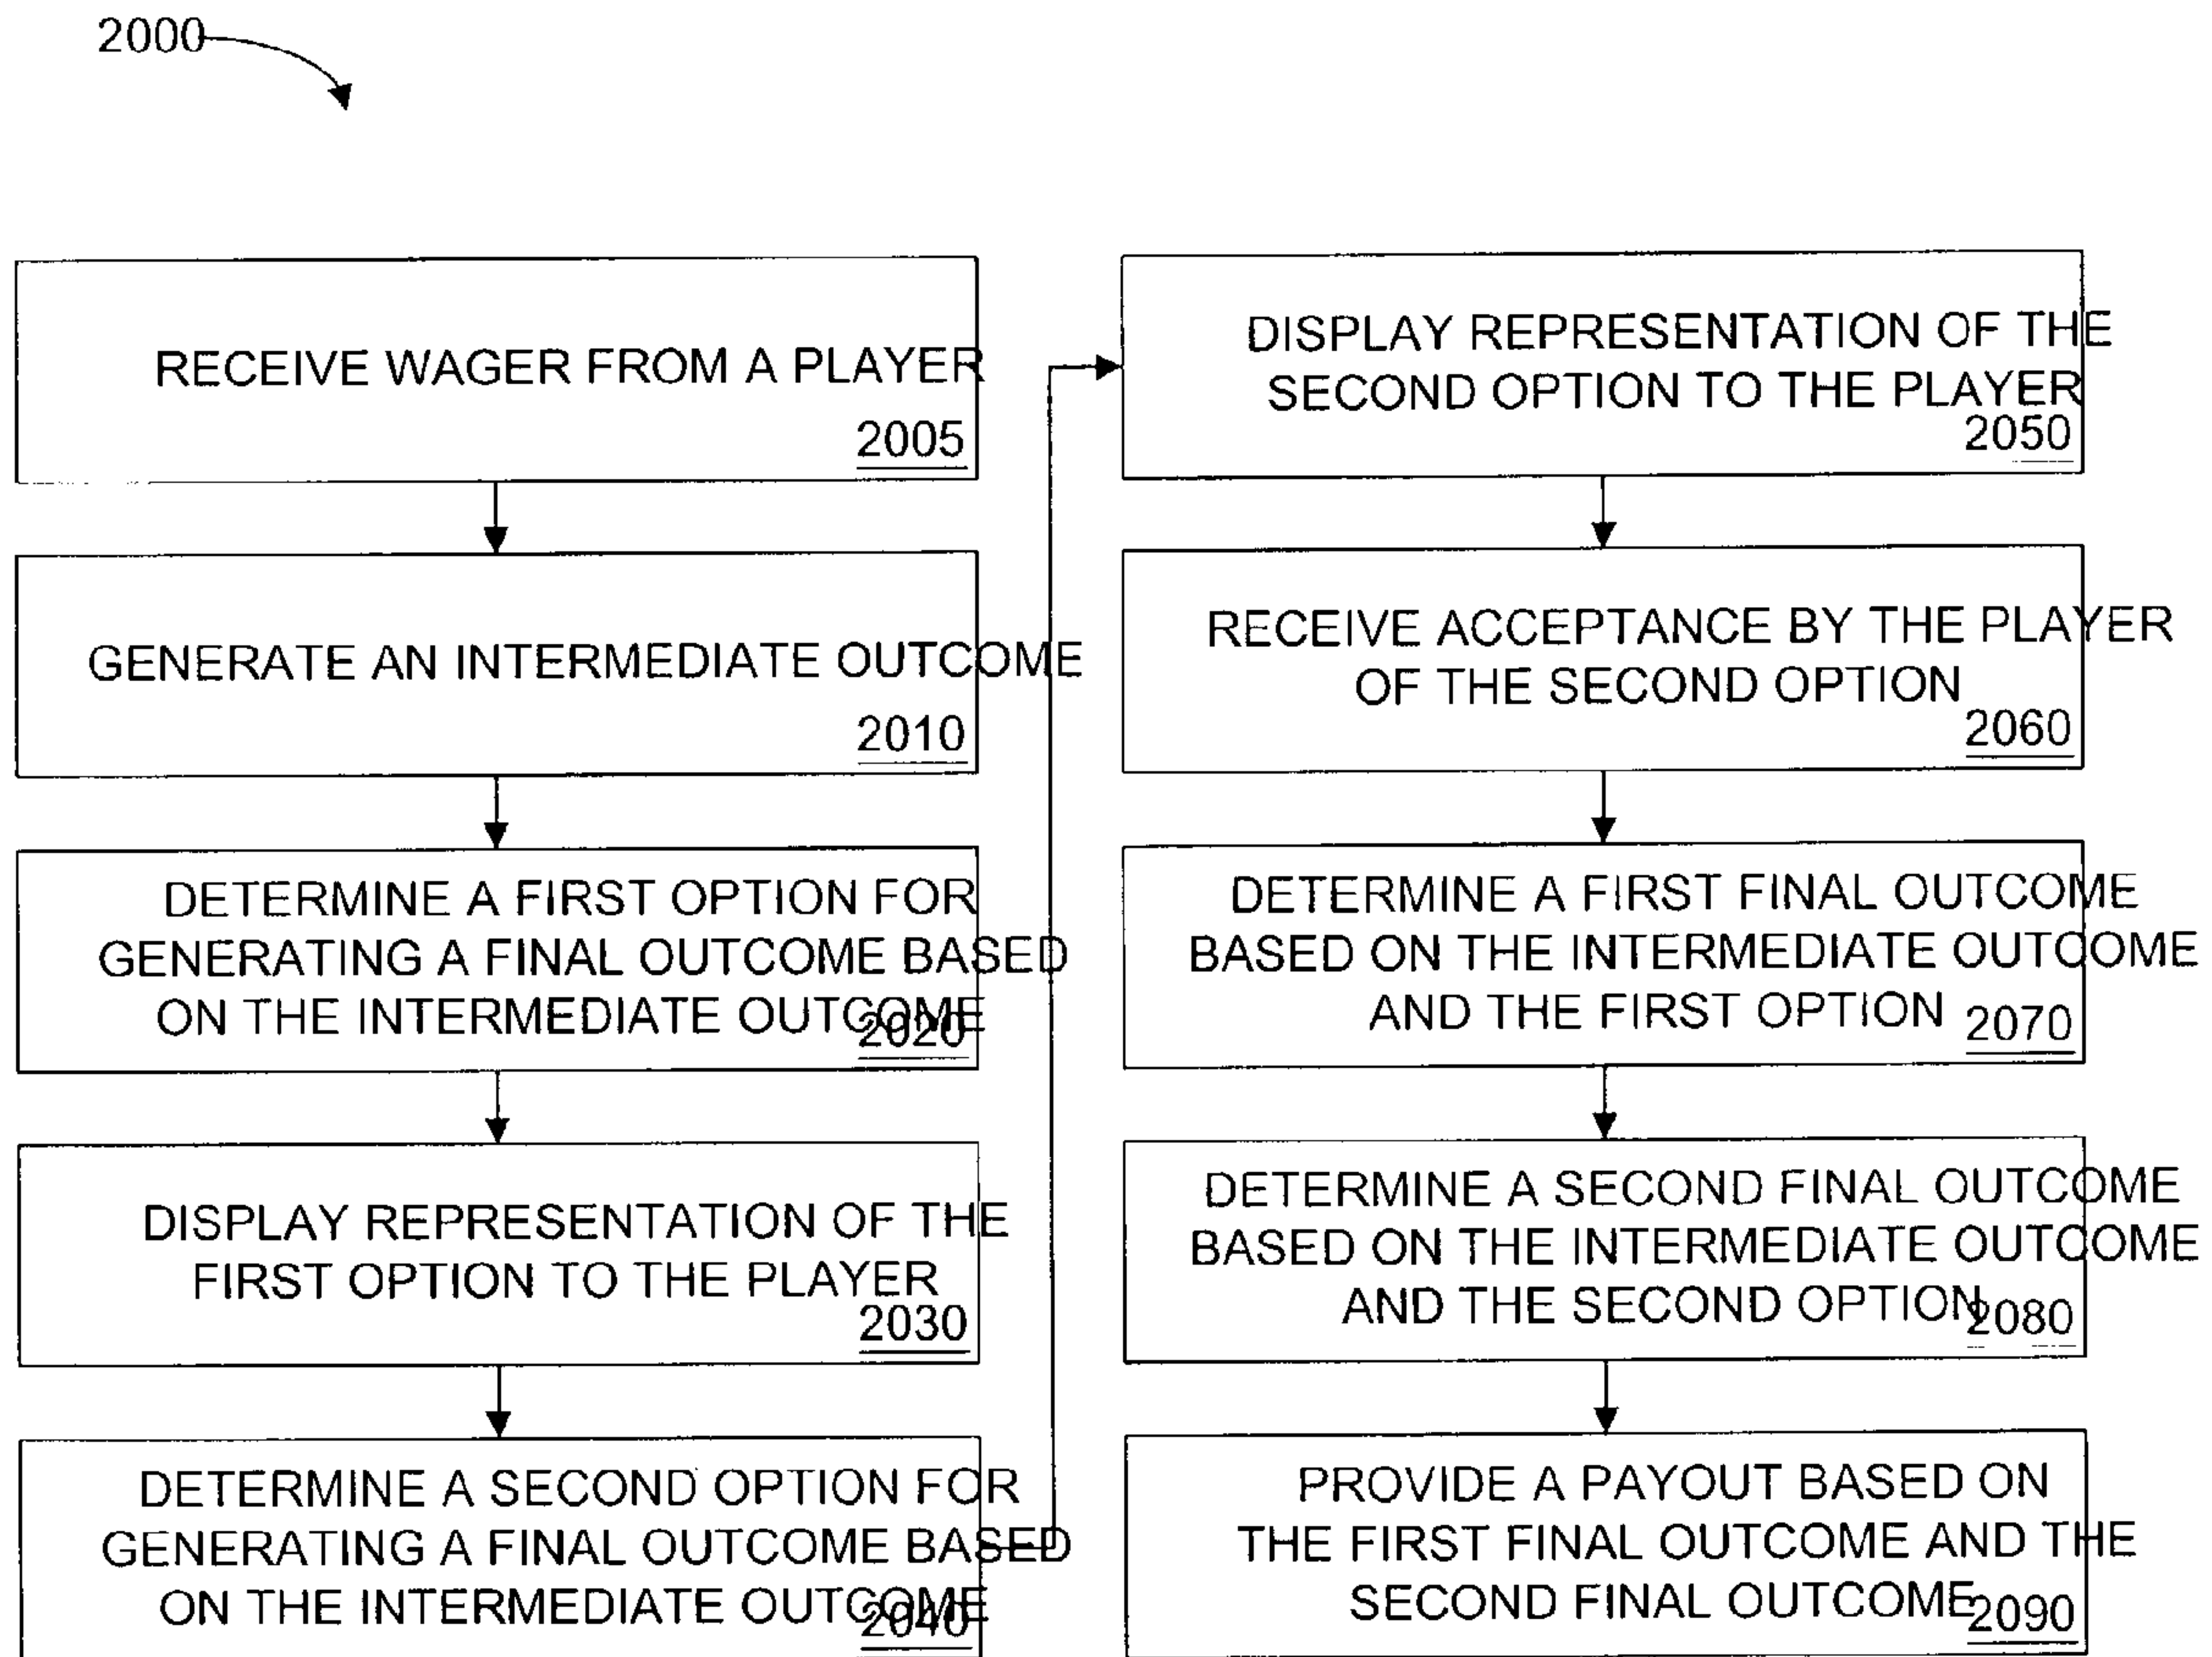 2000
RECEIVE WAGER FROM A PLAYER
2005
GENERATE AN INTERMEDIATE OUTCOME
2010
DETERMINE A FIRST OPTION FOR
GENERATING A FINAL OUTCOME BASED
ON THE INTERMEDIATE OUTCOME
2020
DISPLAY REPRESENTATION OF THE
FIRST OPTION TO THE PLAYER
2030
DETERMINE A SECOND OPTION FOR
GENERATING A FINAL OUTCOME BASED
ON THE INTERMEDIATE OUTCOME
2040
DISPLAY REPRESENTATION OF THE
SECOND OPTION TO THE PLAYER
2050
RECEIVE ACCEPTANCE BY THE PLAYER
OF THE SECOND OPTION
2060
DETERMINE A FIRST FINAL OUTCOME
BASED ON THE INTERMEDIATE OUTCOME
AND THE FIRST OPTION
2070
DETERMINE A SECOND FINAL OUTCOME
BASED ON THE INTERMEDIATE OUTCOME
AND THE SECOND OPTION
2080
PROVIDE A PAYOUT BASED ON
THE FIRST FINAL OUTCOME AND THE
SECOND FINAL OUTCOME
2090